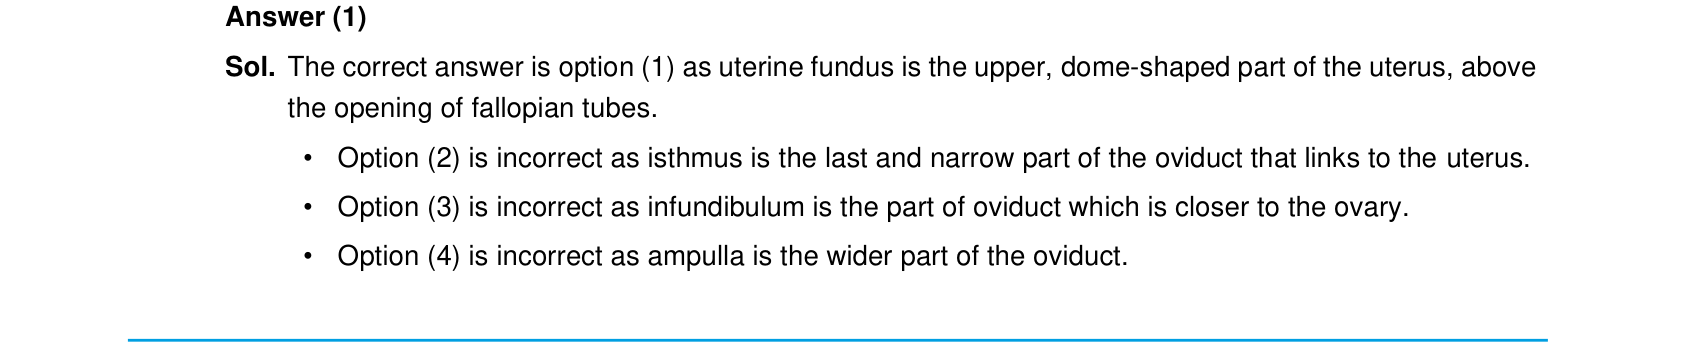 Answer (1)
Sol. The correct answer is option (1) as uterine fundus is the upper, dome-shaped part of the uterus, above
the opening of fallopian tubes.
• Option (2) is incorrect as isthmus is the last and narrow part of the oviduct that links to the uterus.
• Option (3) is incorrect as infundibulum is the part of oviduct which is closer to the ovary.
• Option (4) is incorrect as ampulla is the wider part of the oviduct.